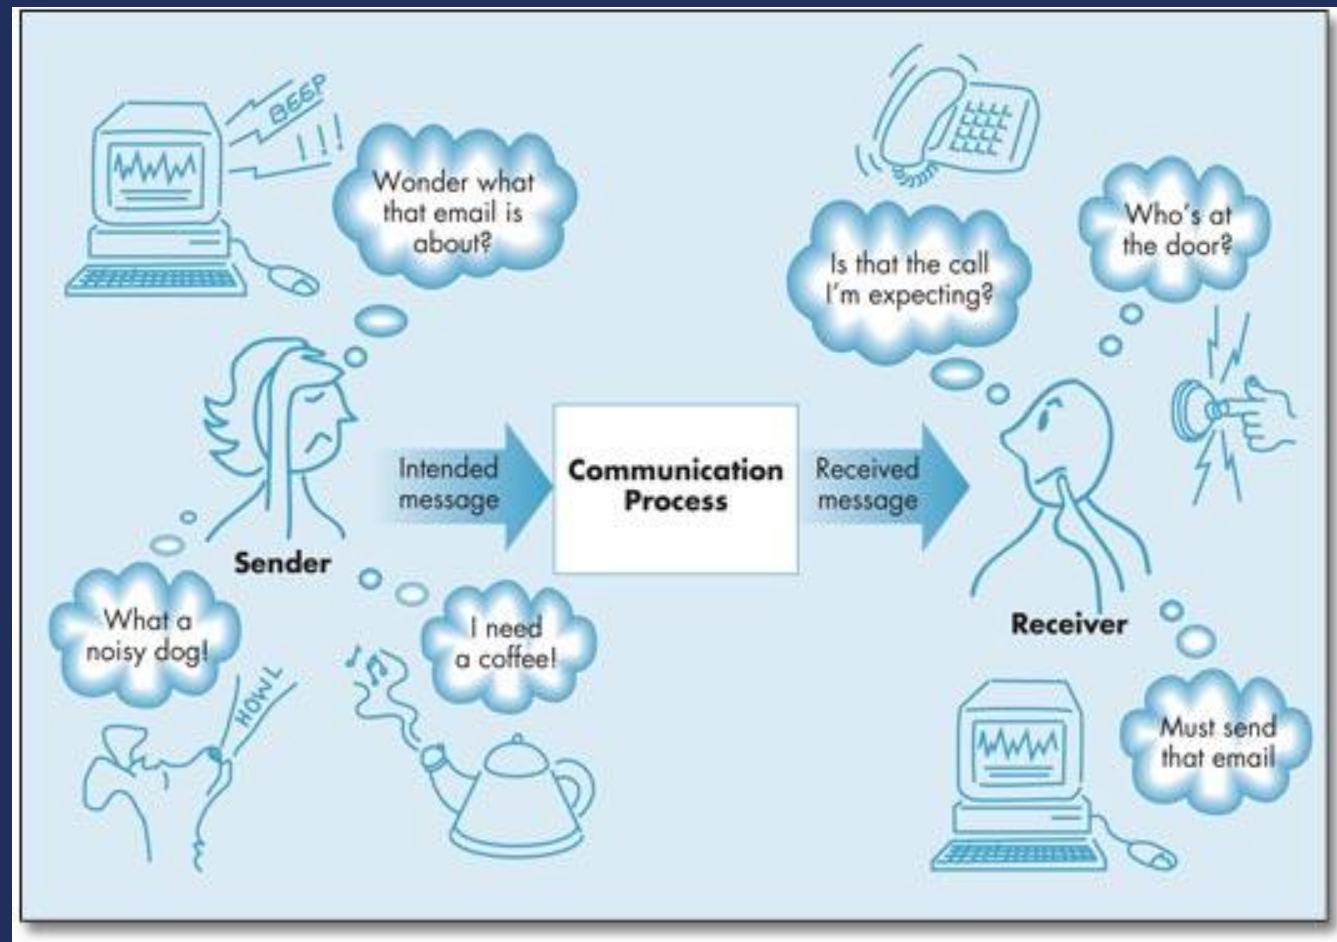 BEEP
!!!
Wonder what
that email is
about?
Is that the call
I'm expecting?
Who's at
the door?
Intended
message
Communication
Process
Received
message
Sender
Receiver
What a
noisy dog!
HOWL
I need
a coffee!
Must send
that email